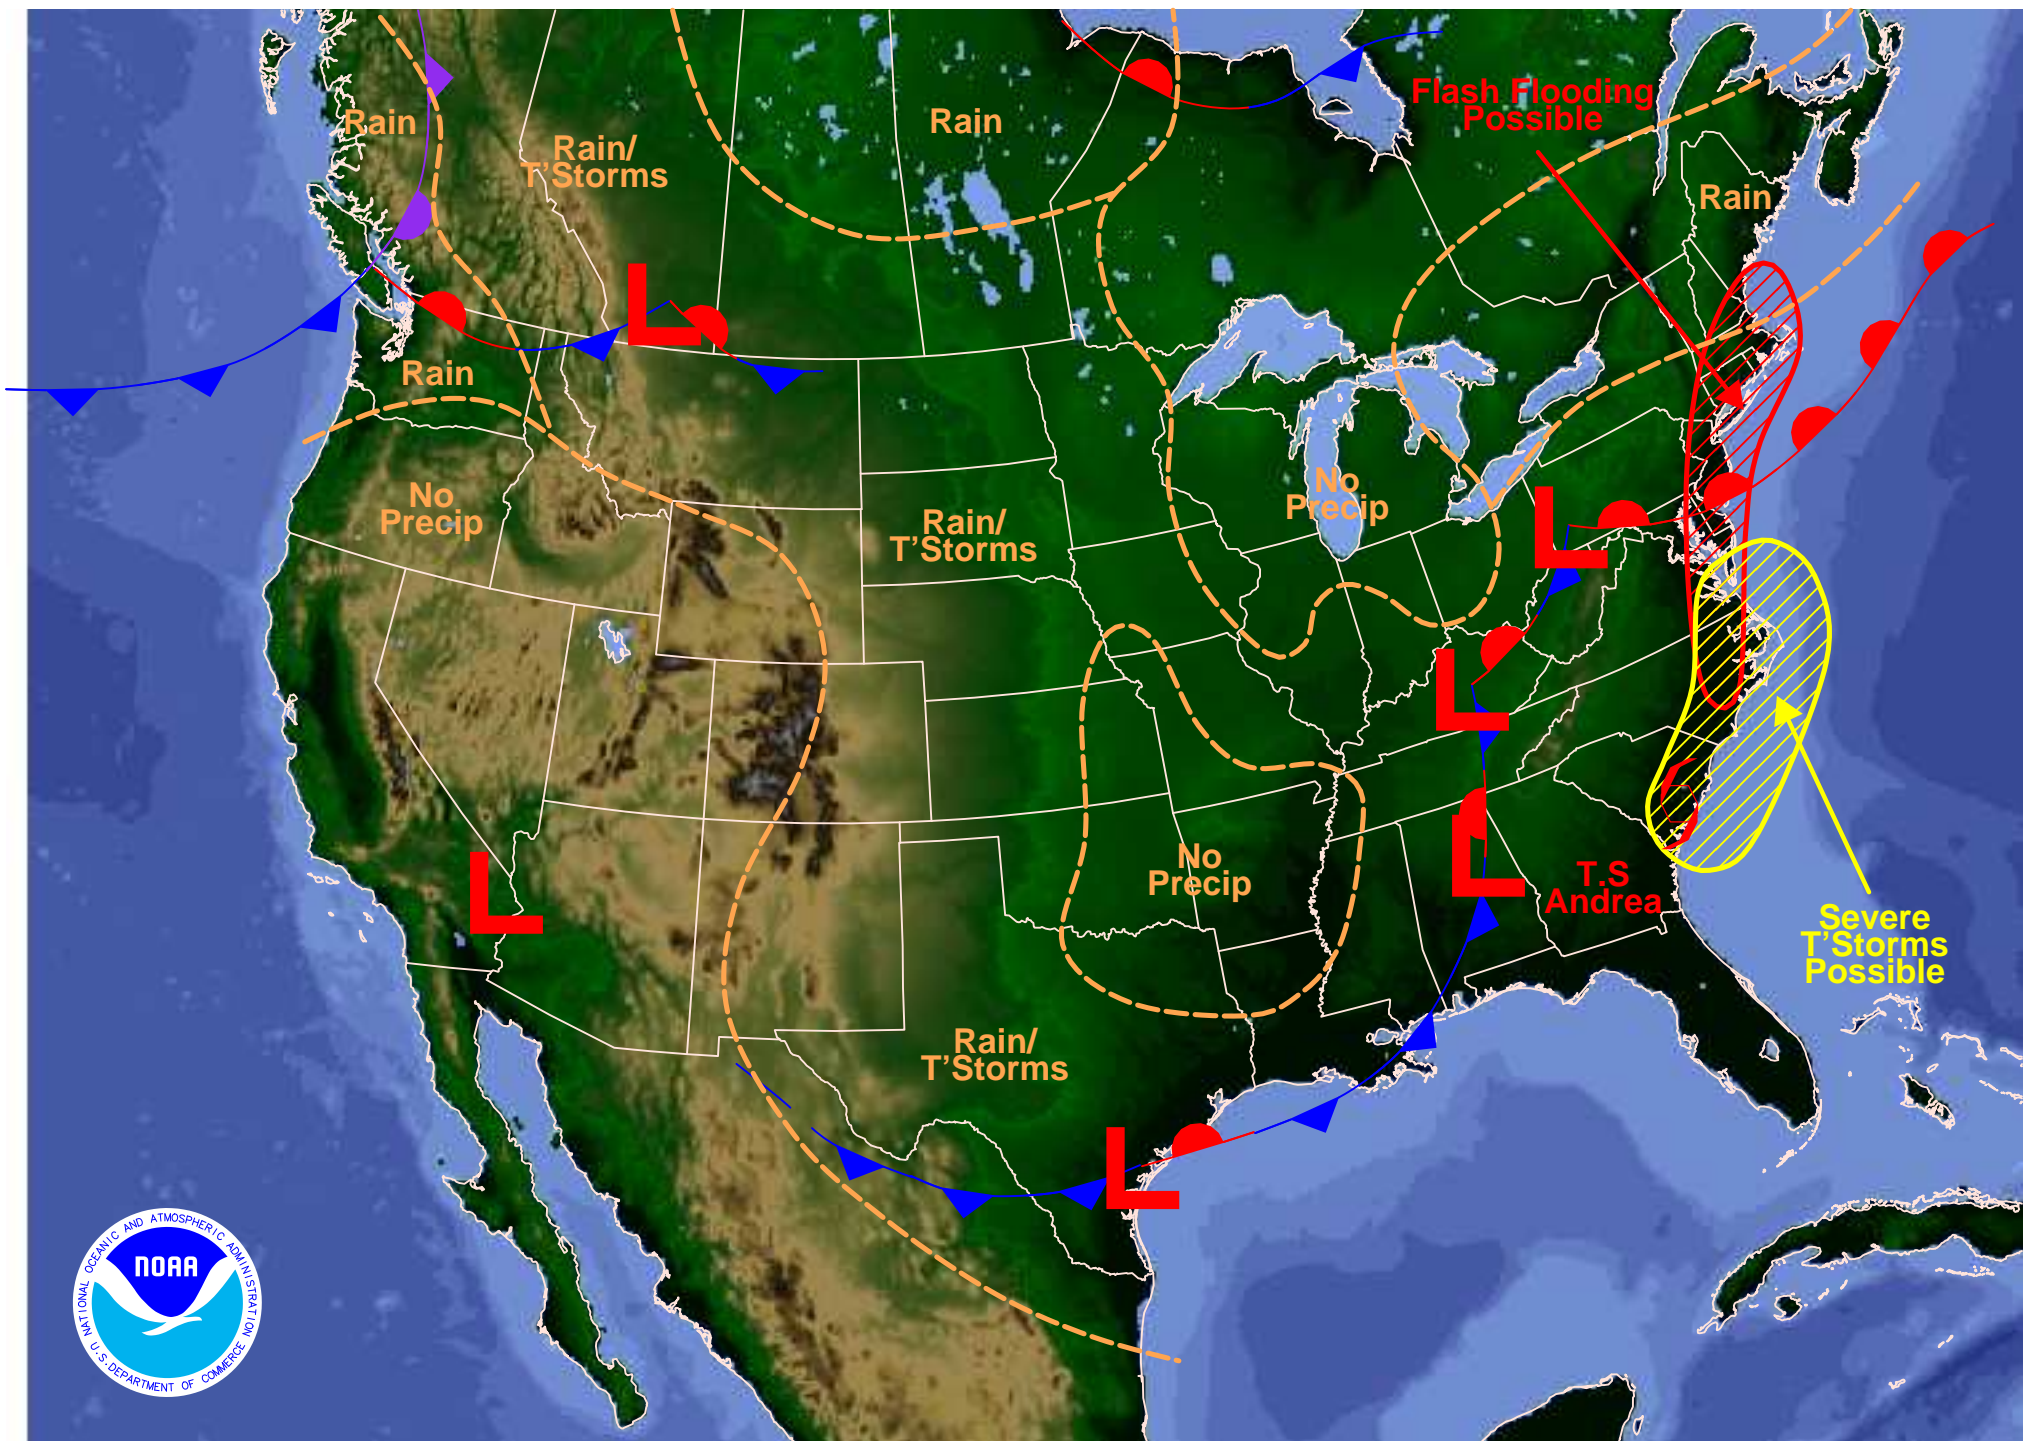 Flash Flooding
Possible
Rain
Rain/
T'Storms
Rain
Rain
Rain
No
Precip
Rain/
T'Storms
No
Precip
No
Precip
T.S
Andrea
Severe
T'Storms
Possible
Rain/
T'Storms
L
L
L
L
L
L
NATIONAL OCEANIC AND ATMOSPHERIC ADMINISTRATION
NOAA
U.S. DEPARTMENT OF COMMERCE